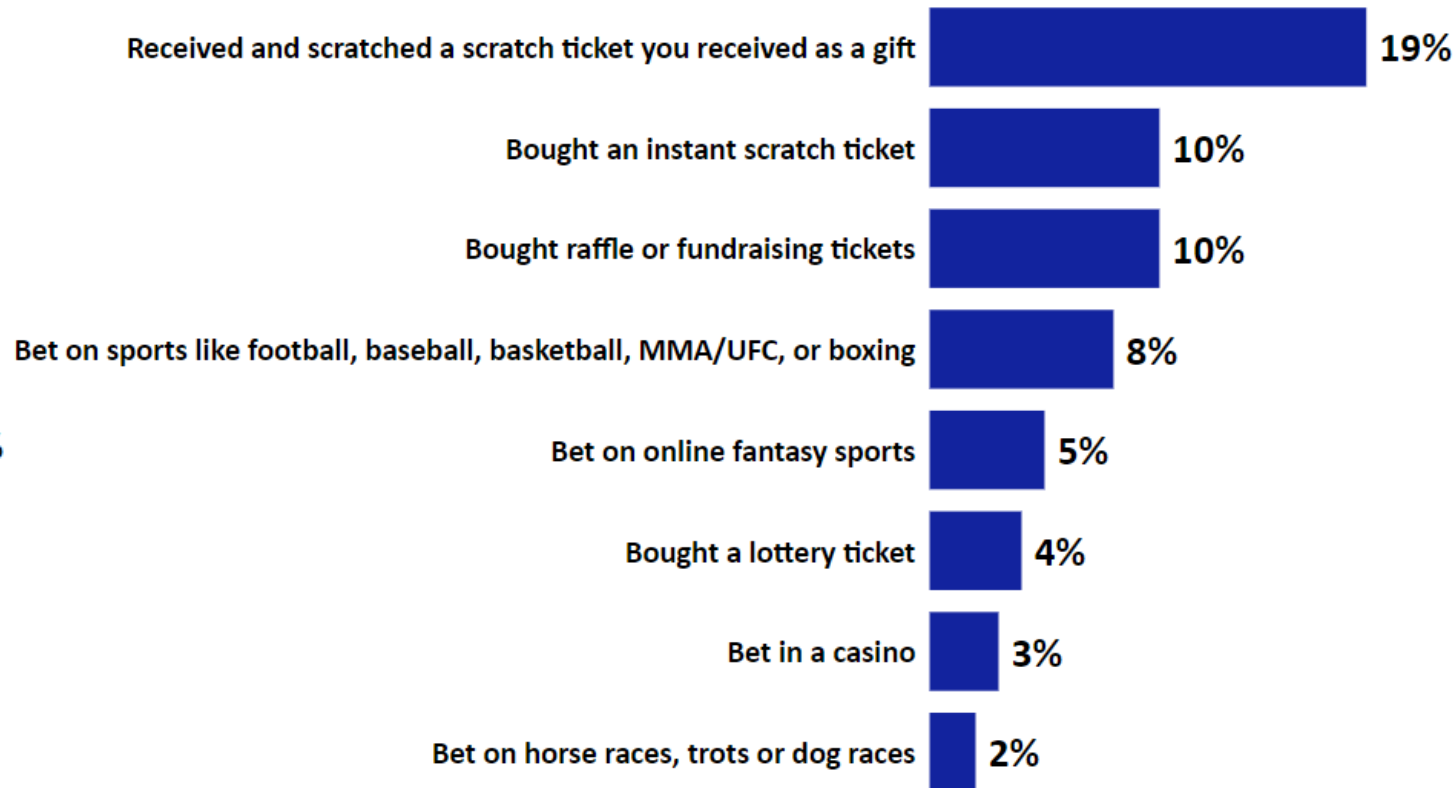 Received and scratched a scratch ticket you received as a gift 19%
Bought an instant scratch ticket 10%
Bought raffle or fundraising tickets 10%
Bet on sports like football, baseball, basketball, MMA/UFC, or boxing 8%
Bet on online fantasy sports 5%
Bought a lottery ticket 4%
Bet in a casino 3%
Bet on horse races, trots or dog races 2%